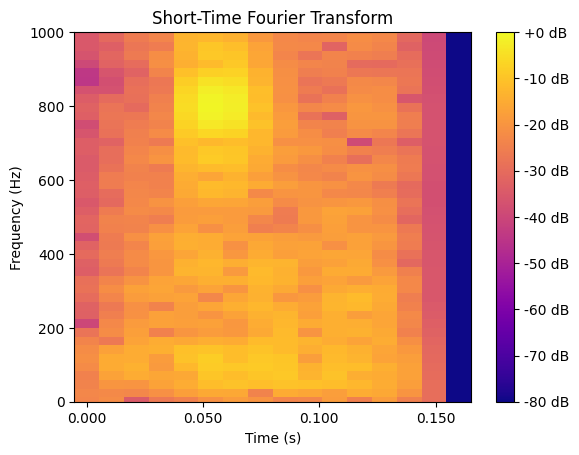 Short-Time Fourier Transform
1000
800
600
400
200
0
Frequency (Hz)
0.000
0.050
0.100
0.150
Time (s)
+0 dB
-10 dB
-20 dB
-30 dB
-40 dB
-50 dB
-60 dB
-70 dB
-80 dB